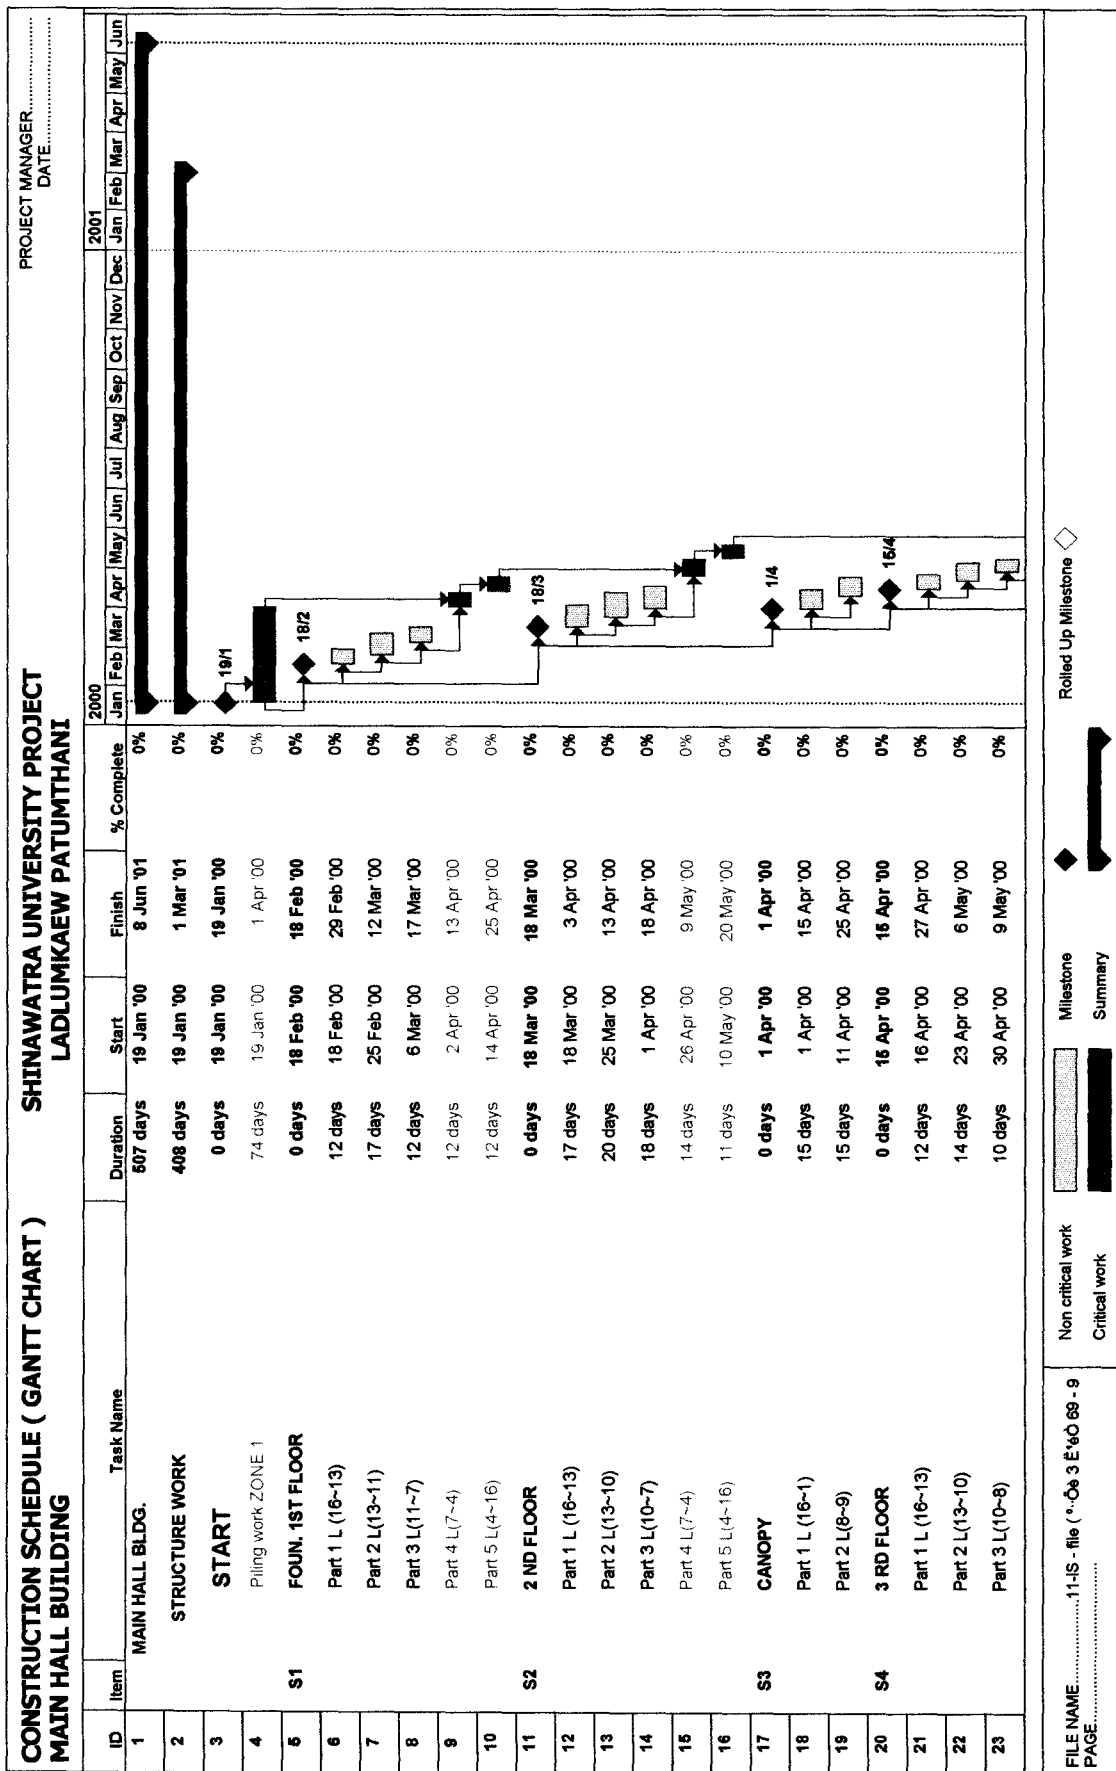 CONSTRUCTION SCHEDULE ( GANTT CHART ) SHINAWATRA UNIVERSITY PROJECT PROJECT MANAGER..................
MAIN HALL BUILDING LADLUMKAEW PATUMTHANI DATE..................
2000 2001
ID Item Task Name Duration Start Finish % Complete Jan Feb Mar Apr May Jun Jul Aug Sep Oct Nov Dec Jan Feb Mar Apr May Jun
1 MAIN HALL BLDG. 507 days 19 Jan '00 8 Jun '01 0%
2 STRUCTURE WORK 408 days 19 Jan '00 1 Mar '01 0%
3 START 0 days 19 Jan '00 19 Jan '00 0% 19/1
4 Piling work ZONE 1 74 days 19 Jan '00 1 Apr '00 0%
5 S1 FOUN. 1ST FLOOR 0 days 18 Feb '00 18 Feb '00 0% 18/2
6 Part 1 L (16~13) 12 days 18 Feb '00 29 Feb '00 0%
7 Part 2 L(13~11) 17 days 25 Feb '00 12 Mar '00 0%
8 Part 3 L(11~7) 12 days 6 Mar '00 17 Mar '00 0%
9 Part 4 L(7~4) 12 days 2 Apr '00 13 Apr '00 0%
10 Part 5 L(4~16) 12 days 14 Apr '00 25 Apr '00 0%
11 S2 2 ND FLOOR 0 days 18 Mar '00 18 Mar '00 0% 18/3
12 Part 1 L (16~13) 17 days 18 Mar '00 3 Apr '00 0%
13 Part 2 L(13~10) 20 days 25 Mar '00 13 Apr '00 0%
14 Part 3 L(10~7) 18 days 1 Apr '00 18 Apr '00 0%
15 Part 4 L(7~4) 14 days 26 Apr '00 9 May '00 0%
16 Part 5 L(4~16) 11 days 10 May '00 20 May '00 0%
17 S3 CANOPY 0 days 1 Apr '00 1 Apr '00 0% 1/4
18 Part 1 L (16~1) 15 days 1 Apr '00 15 Apr '00 0%
19 Part 2 L(8~9) 15 days 11 Apr '00 25 Apr '00 0%
20 S4 3 RD FLOOR 0 days 15 Apr '00 15 Apr '00 0% 15/4
21 Part 1 L(16~13) 12 days 16 Apr '00 27 Apr '00 0%
22 Part 2 L(13~10) 14 days 23 Apr '00 6 May '00 0%
23 Part 3 L(10~8) 10 days 30 Apr '00 9 May '00 0%
FILE NAME..................11-IS - file ( Non critical work Milestone Rolled Up Milestone
PAGE.................. Critical work Summary